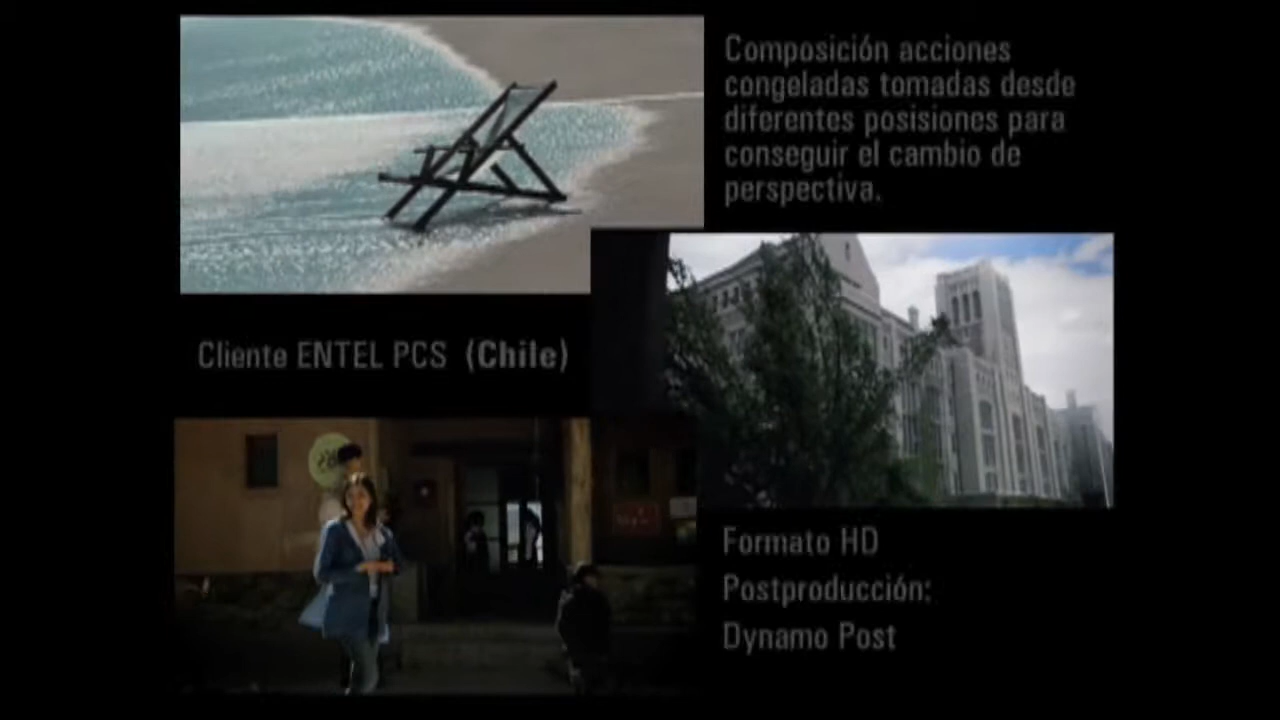 Composición acciones
congeladas tomadas desde
diferentes posisiones para
conseguir el cambio de
perspectiva.
Cliente ENTEL PCS (Chile)
Formato HD
Postproducción:
Dynamo Post